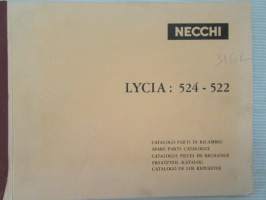 NECCHI
LYCIA: 524 - 522
CATALOGO PARTI DI RICAMBIO
SPARE PARTS CATALOGUE
CATALOGUE PIECES DE RECHANGE
ERSATZTEIL-KATALOG
CATALOGO DE LOS REPUESTOS